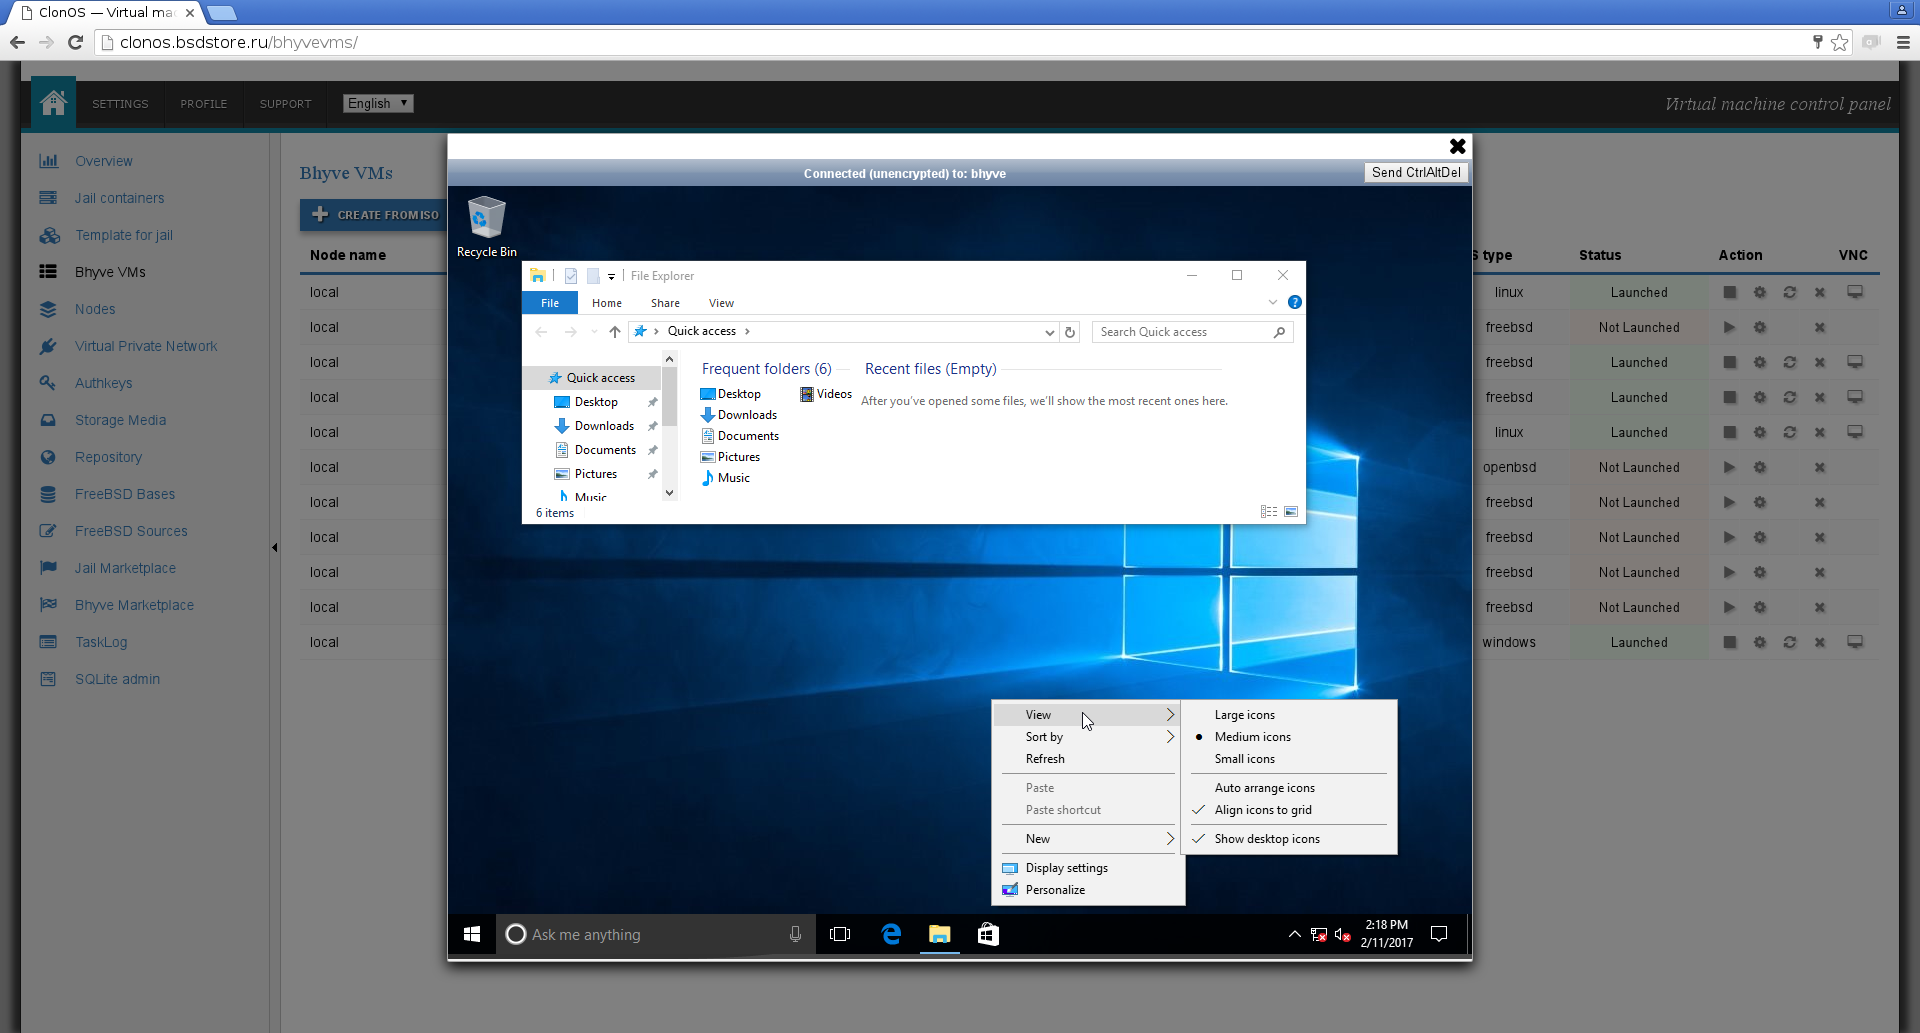 ClonOS — Virtual ma
clonos.bsdstore.ru/bhyvevms/
SETTINGS PROFILE SUPPORT English Virtual machine control panel
Overview
Jail containers
Template for jail
Bhyve VMs
Nodes
Virtual Private Network
Authkeys
Storage Media
Repository
FreeBSD Bases
FreeBSD Sources
Jail Marketplace
Bhyve Marketplace
TaskLog
SQLite admin
Bhyve VMs
CREATE FROM ISO
Node name S type Status Action VNC
local linux Launched
local freebsd Not Launched
local freebsd Launched
local freebsd Launched
local linux Launched
local openbsd Not Launched
local freebsd Not Launched
local freebsd Not Launched
local freebsd Not Launched
local freebsd Not Launched
local windows Launched
Connected (unencrypted) to: bhyve
Send CtrlAltDel
Recycle Bin
File Explorer
File Home Share View
Quick access
Search Quick access
Quick access
Desktop
Downloads
Documents
Pictures
Music
Frequent folders (6)
Desktop
Downloads
Documents
Pictures
Music
Videos
Recent files (Empty)
After you've opened some files, we'll show the most recent ones here.
6 items
View
Sort by
Refresh
Paste
Paste shortcut
New
Display settings
Personalize
Large icons
Medium icons
Small icons
Auto arrange icons
Align icons to grid
Show desktop icons
Ask me anything
2:18 PM
2/11/2017